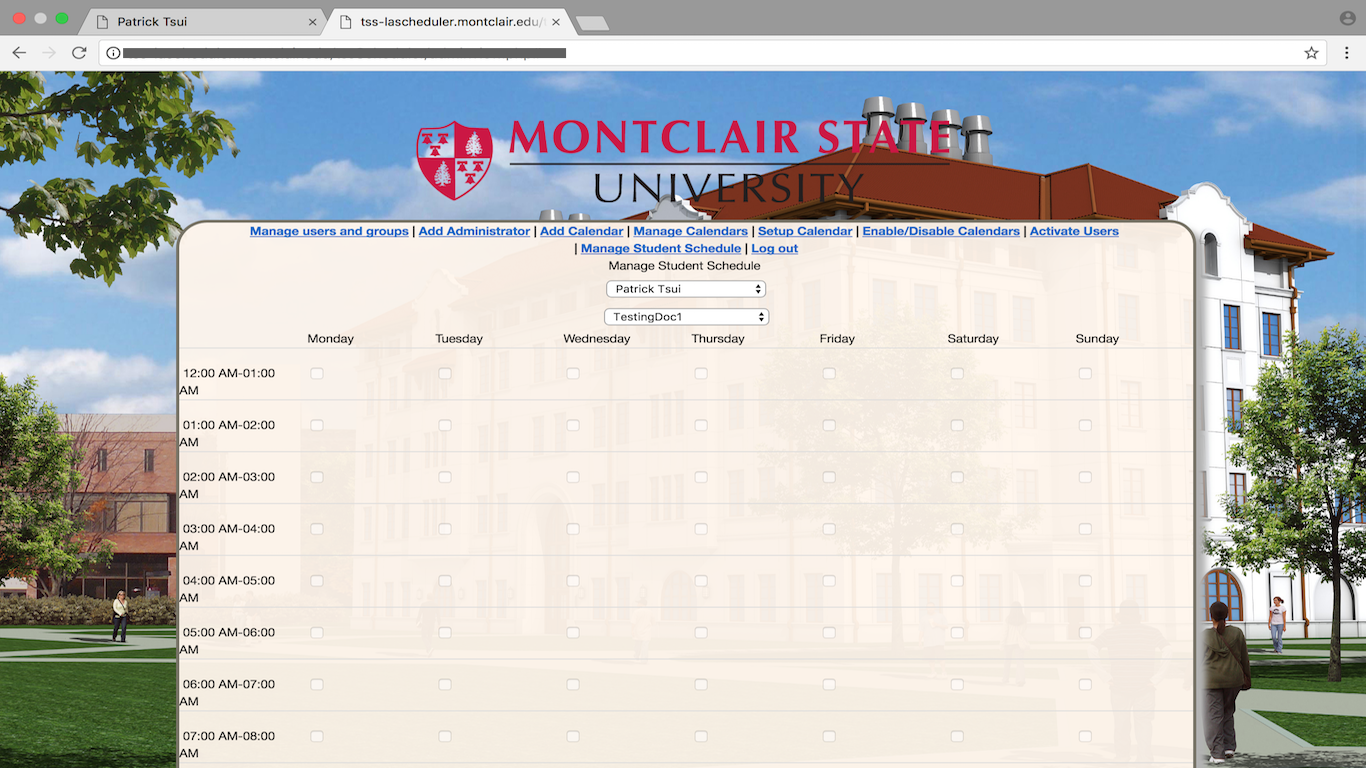 Patrick Tsui
tss-lascheduler.montclair.edu/
MONTCLAIR STATE
UNIVERSITY
Manage users and groups | Add Administrator | Add Calendar | Manage Calendars | Setup Calendar | Enable/Disable Calendars | Activate Users
| Manage Student Schedule | Log out
Manage Student Schedule
Patrick Tsui
TestingDoc1
Monday Tuesday Wednesday Thursday Friday Saturday Sunday
12:00 AM-01:00
AM
01:00 AM-02:00
AM
02:00 AM-03:00
AM
03:00 AM-04:00
AM
04:00 AM-05:00
AM
05:00 AM-06:00
AM
06:00 AM-07:00
AM
07:00 AM-08:00
AM